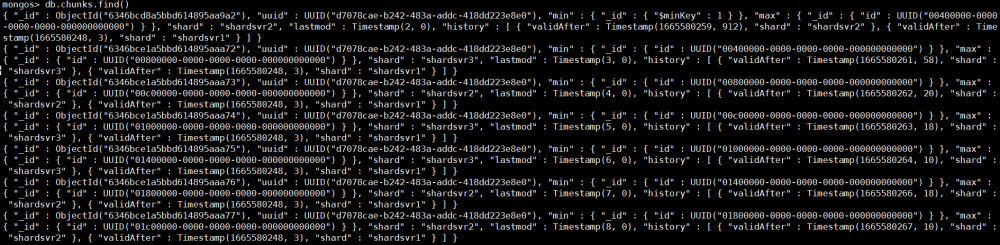 mongos> db.chunks.find()
{ "_id" : ObjectId("6346bcd8a5bbd614895aa9a2"), "uuid" : UUID("d7078cae-b242-483a-addc-418dd223e8e0"), "min" : { "_id" : { "$minKey" : 1 } }, "max" : { "_id" : { "id" : UUID("00400000-0000
-0000-0000-000000000000") } }, "shard" : "shardsvr2", "lastmod" : Timestamp(2, 0), "history" : [ { "validAfter" : Timestamp(1665580259, 912), "shard" : "shardsvr2" }, { "validAfter" : Time
stamp(1665580248, 3), "shard" : "shardsvr1" } ] }
{ "_id" : ObjectId("6346bce1a5bbd614895aaa72"), "uuid" : UUID("d7078cae-b242-483a-addc-418dd223e8e0"), "min" : { "_id" : { "id" : UUID("00400000-0000-0000-0000-000000000000") } }, "max" :
{ "_id" : { "id" : UUID("00800000-0000-0000-0000-000000000000") } }, "shard" : "shardsvr3", "lastmod" : Timestamp(3, 0), "history" : [ { "validAfter" : Timestamp(1665580261, 58), "shard" :
"shardsvr3" }, { "validAfter" : Timestamp(1665580248, 3), "shard" : "shardsvr1" } ] }
{ "_id" : ObjectId("6346bce1a5bbd614895aaa73"), "uuid" : UUID("d7078cae-b242-483a-addc-418dd223e8e0"), "min" : { "_id" : { "id" : UUID("00800000-0000-0000-0000-000000000000") } }, "max" :
{ "_id" : { "id" : UUID("00c00000-0000-0000-0000-000000000000") } }, "shard" : "shardsvr2", "lastmod" : Timestamp(4, 0), "history" : [ { "validAfter" : Timestamp(1665580262, 20), "shard" :
"shardsvr2" }, { "validAfter" : Timestamp(1665580248, 3), "shard" : "shardsvr1" } ] }
{ "_id" : ObjectId("6346bce1a5bbd614895aaa74"), "uuid" : UUID("d7078cae-b242-483a-addc-418dd223e8e0"), "min" : { "_id" : { "id" : UUID("00c00000-0000-0000-0000-000000000000") } }, "max" :
{ "_id" : { "id" : UUID("01000000-0000-0000-0000-000000000000") } }, "shard" : "shardsvr3", "lastmod" : Timestamp(5, 0), "history" : [ { "validAfter" : Timestamp(1665580263, 18), "shard" :
"shardsvr3" }, { "validAfter" : Timestamp(1665580248, 3), "shard" : "shardsvr1" } ] }
{ "_id" : ObjectId("6346bce1a5bbd614895aaa75"), "uuid" : UUID("d7078cae-b242-483a-addc-418dd223e8e0"), "min" : { "_id" : { "id" : UUID("01000000-0000-0000-0000-000000000000") } }, "max" :
{ "_id" : { "id" : UUID("01400000-0000-0000-0000-000000000000") } }, "shard" : "shardsvr3", "lastmod" : Timestamp(6, 0), "history" : [ { "validAfter" : Timestamp(1665580264, 10), "shard" :
"shardsvr3" }, { "validAfter" : Timestamp(1665580248, 3), "shard" : "shardsvr1" } ] }
{ "_id" : ObjectId("6346bce1a5bbd614895aaa76"), "uuid" : UUID("d7078cae-b242-483a-addc-418dd223e8e0"), "min" : { "_id" : { "id" : UUID("01400000-0000-0000-0000-000000000000") } }, "max" :
{ "_id" : { "id" : UUID("01800000-0000-0000-0000-000000000000") } }, "shard" : "shardsvr2", "lastmod" : Timestamp(7, 0), "history" : [ { "validAfter" : Timestamp(1665580266, 18), "shard" :
"shardsvr2" }, { "validAfter" : Timestamp(1665580248, 3), "shard" : "shardsvr1" } ] }
{ "_id" : ObjectId("6346bce1a5bbd614895aaa77"), "uuid" : UUID("d7078cae-b242-483a-addc-418dd223e8e0"), "min" : { "_id" : { "id" : UUID("01800000-0000-0000-0000-000000000000") } }, "max" :
{ "_id" : { "id" : UUID("01c00000-0000-0000-0000-000000000000") } }, "shard" : "shardsvr2", "lastmod" : Timestamp(8, 0), "history" : [ { "validAfter" : Timestamp(1665580267, 10), "shard" :
"shardsvr2" }, { "validAfter" : Timestamp(1665580248, 3), "shard" : "shardsvr1" } ] }